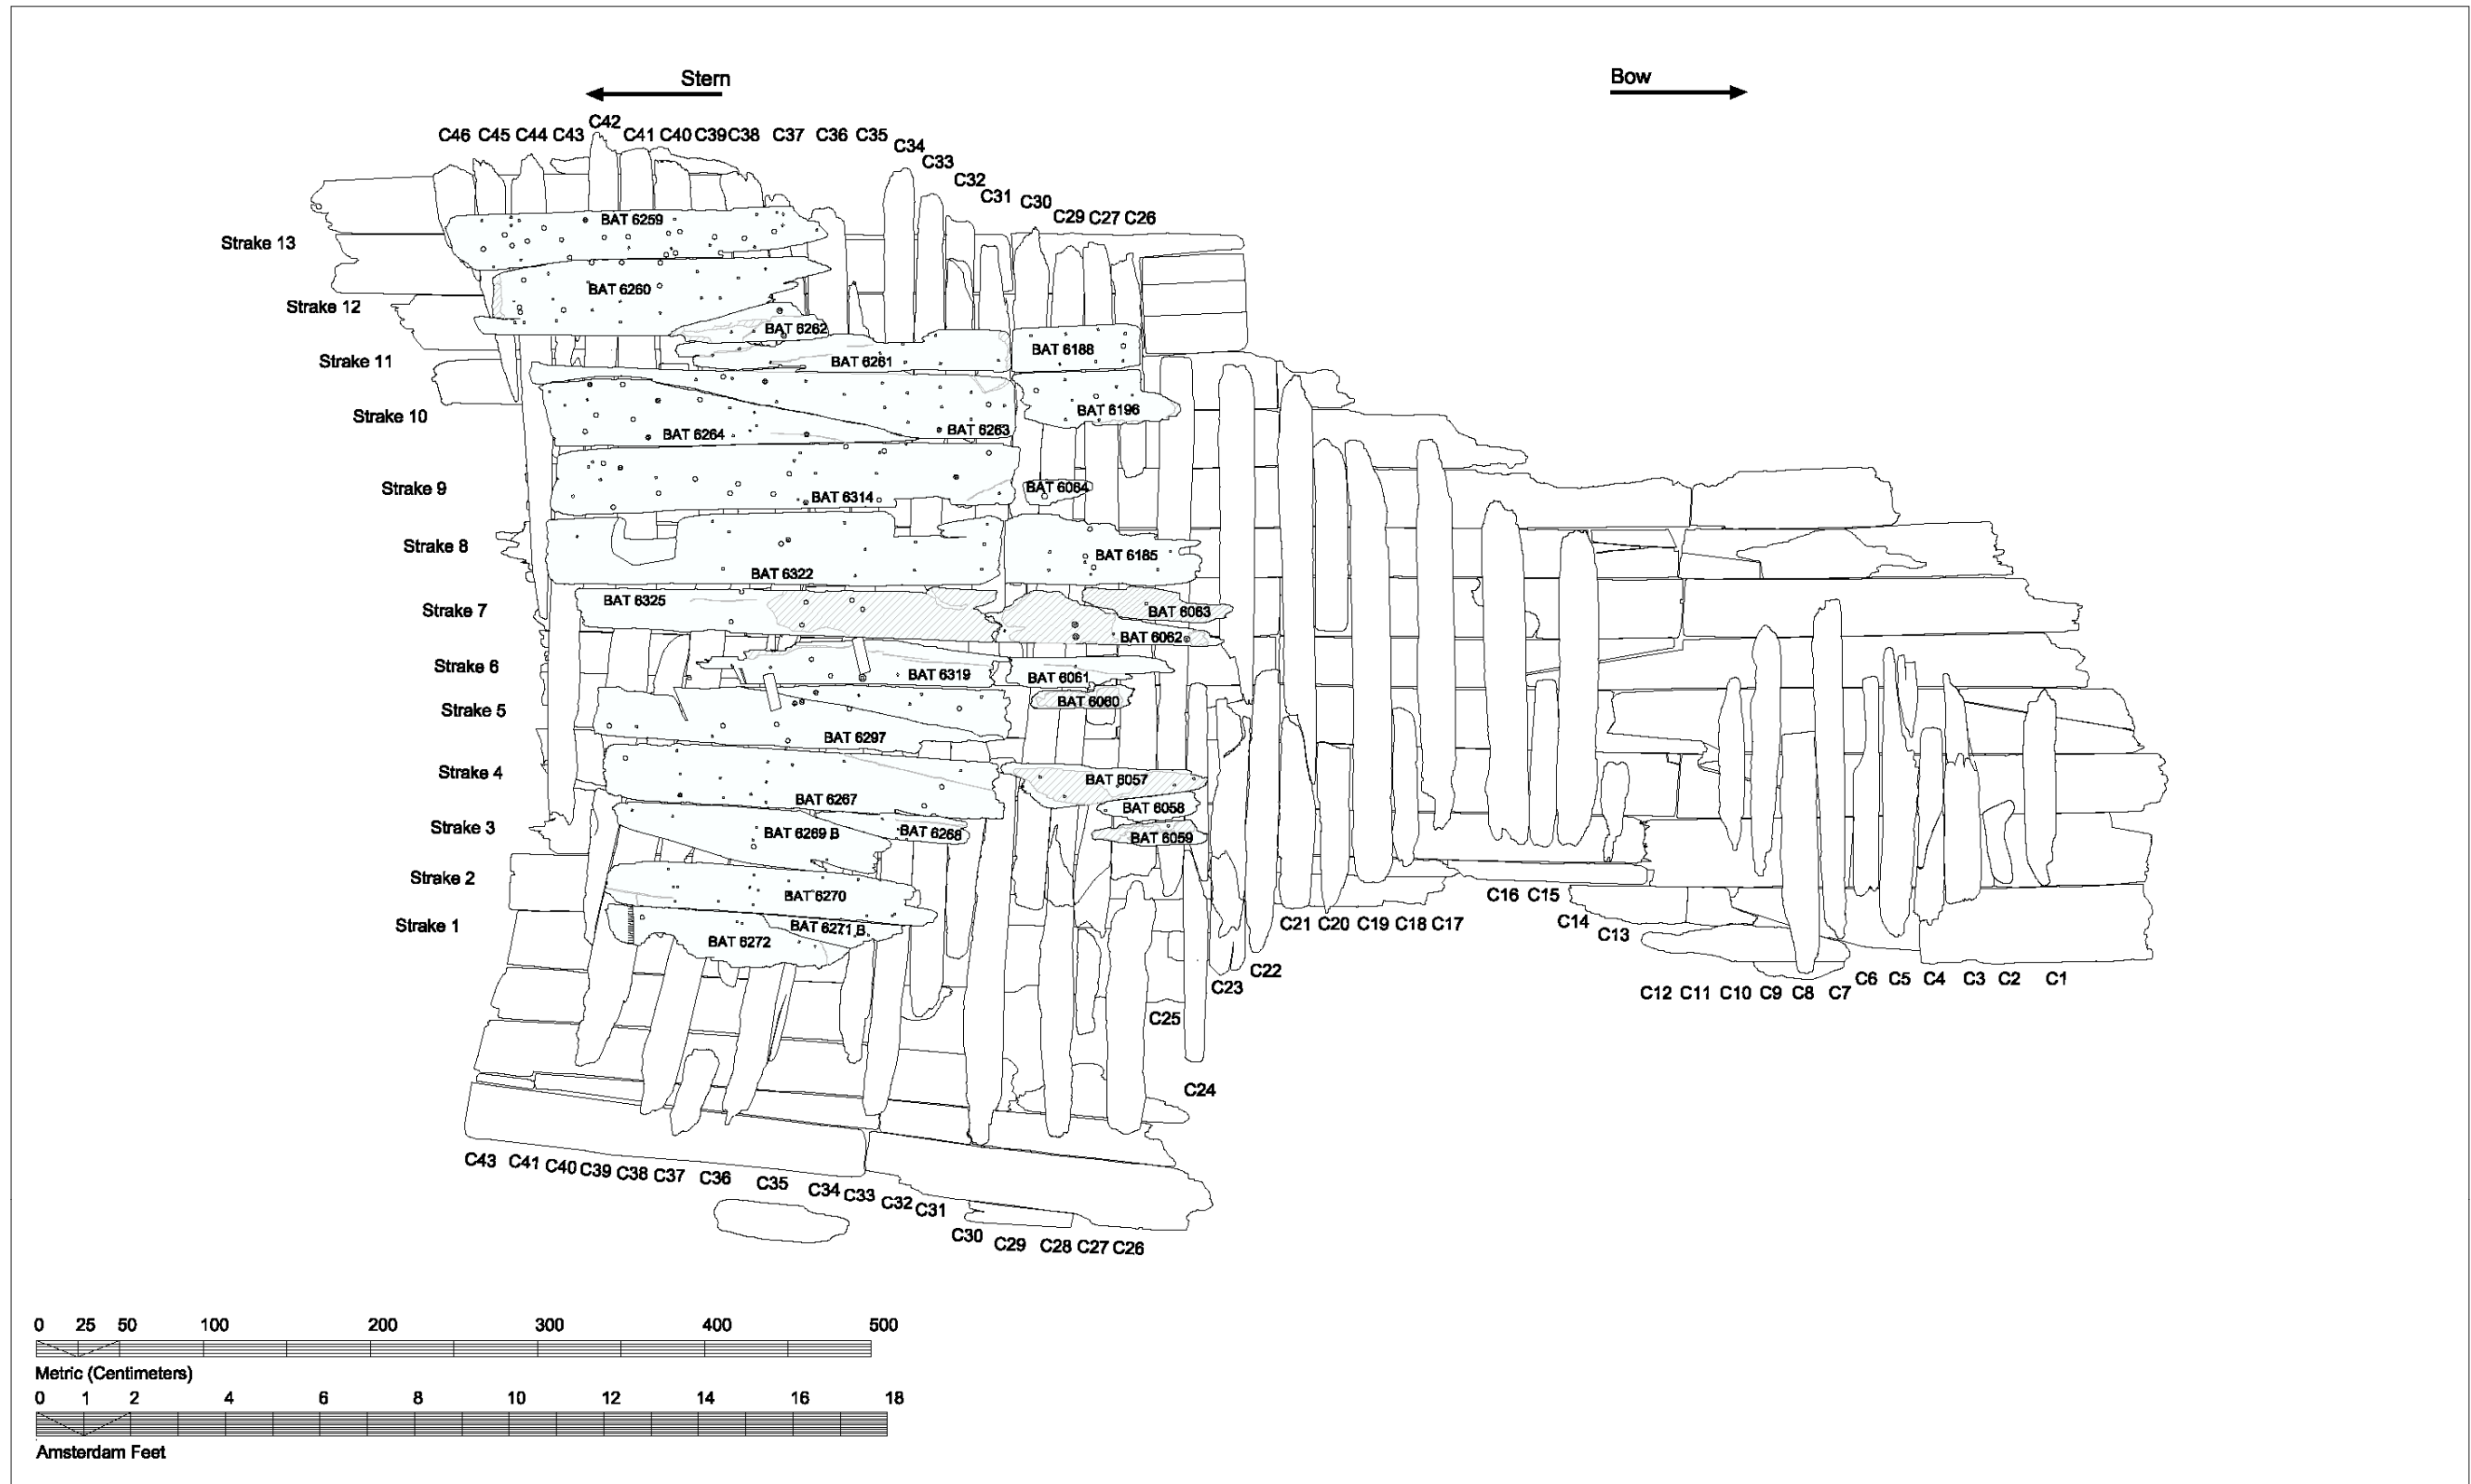 Stern
Bow
C42
C46 C45 C44 C43 C41 C40 C39 C38 C37 C36 C35
C34
C33
C32
C31
C30
C29 C27 C26
BAT 6259
Strake 13
BAT 6260
Strake 12
BAT 6262
BAT 6188
Strake 11
BAT 6261
BAT 6196
Strake 10
BAT 6264
BAT 6263
Strake 9
BAT 6064
BAT 6314
Strake 8
BAT 6185
BAT 6322
BAT 6325
Strake 7
BAT 6063
BAT 6062
Strake 6
BAT 6319
BAT 6061
BAT 6060
Strake 5
BAT 6297
Strake 4
BAT 6057
BAT 6267
BAT 6058
Strake 3
BAT 6269 B
BAT 6268
BAT 6059
Strake 2
BAT 6270
Strake 1
BAT 6271 B
BAT 6272
C16 C15
C14
C13
C21 C20 C19 C18 C17
C22
C23
C12 C11 C10 C9 C8 C7
C6 C5 C4 C3 C2 C1
C25
C24
C43 C41 C40 C39 C38 C37 C36 C35 C34 C33 C32 C31
C30 C29 C28 C27 C26
0 25 50 100 200 300 400 500
Metric (Centimeters)
0 1 2 4 6 8 10 12 14 16 18
Amsterdam Feet